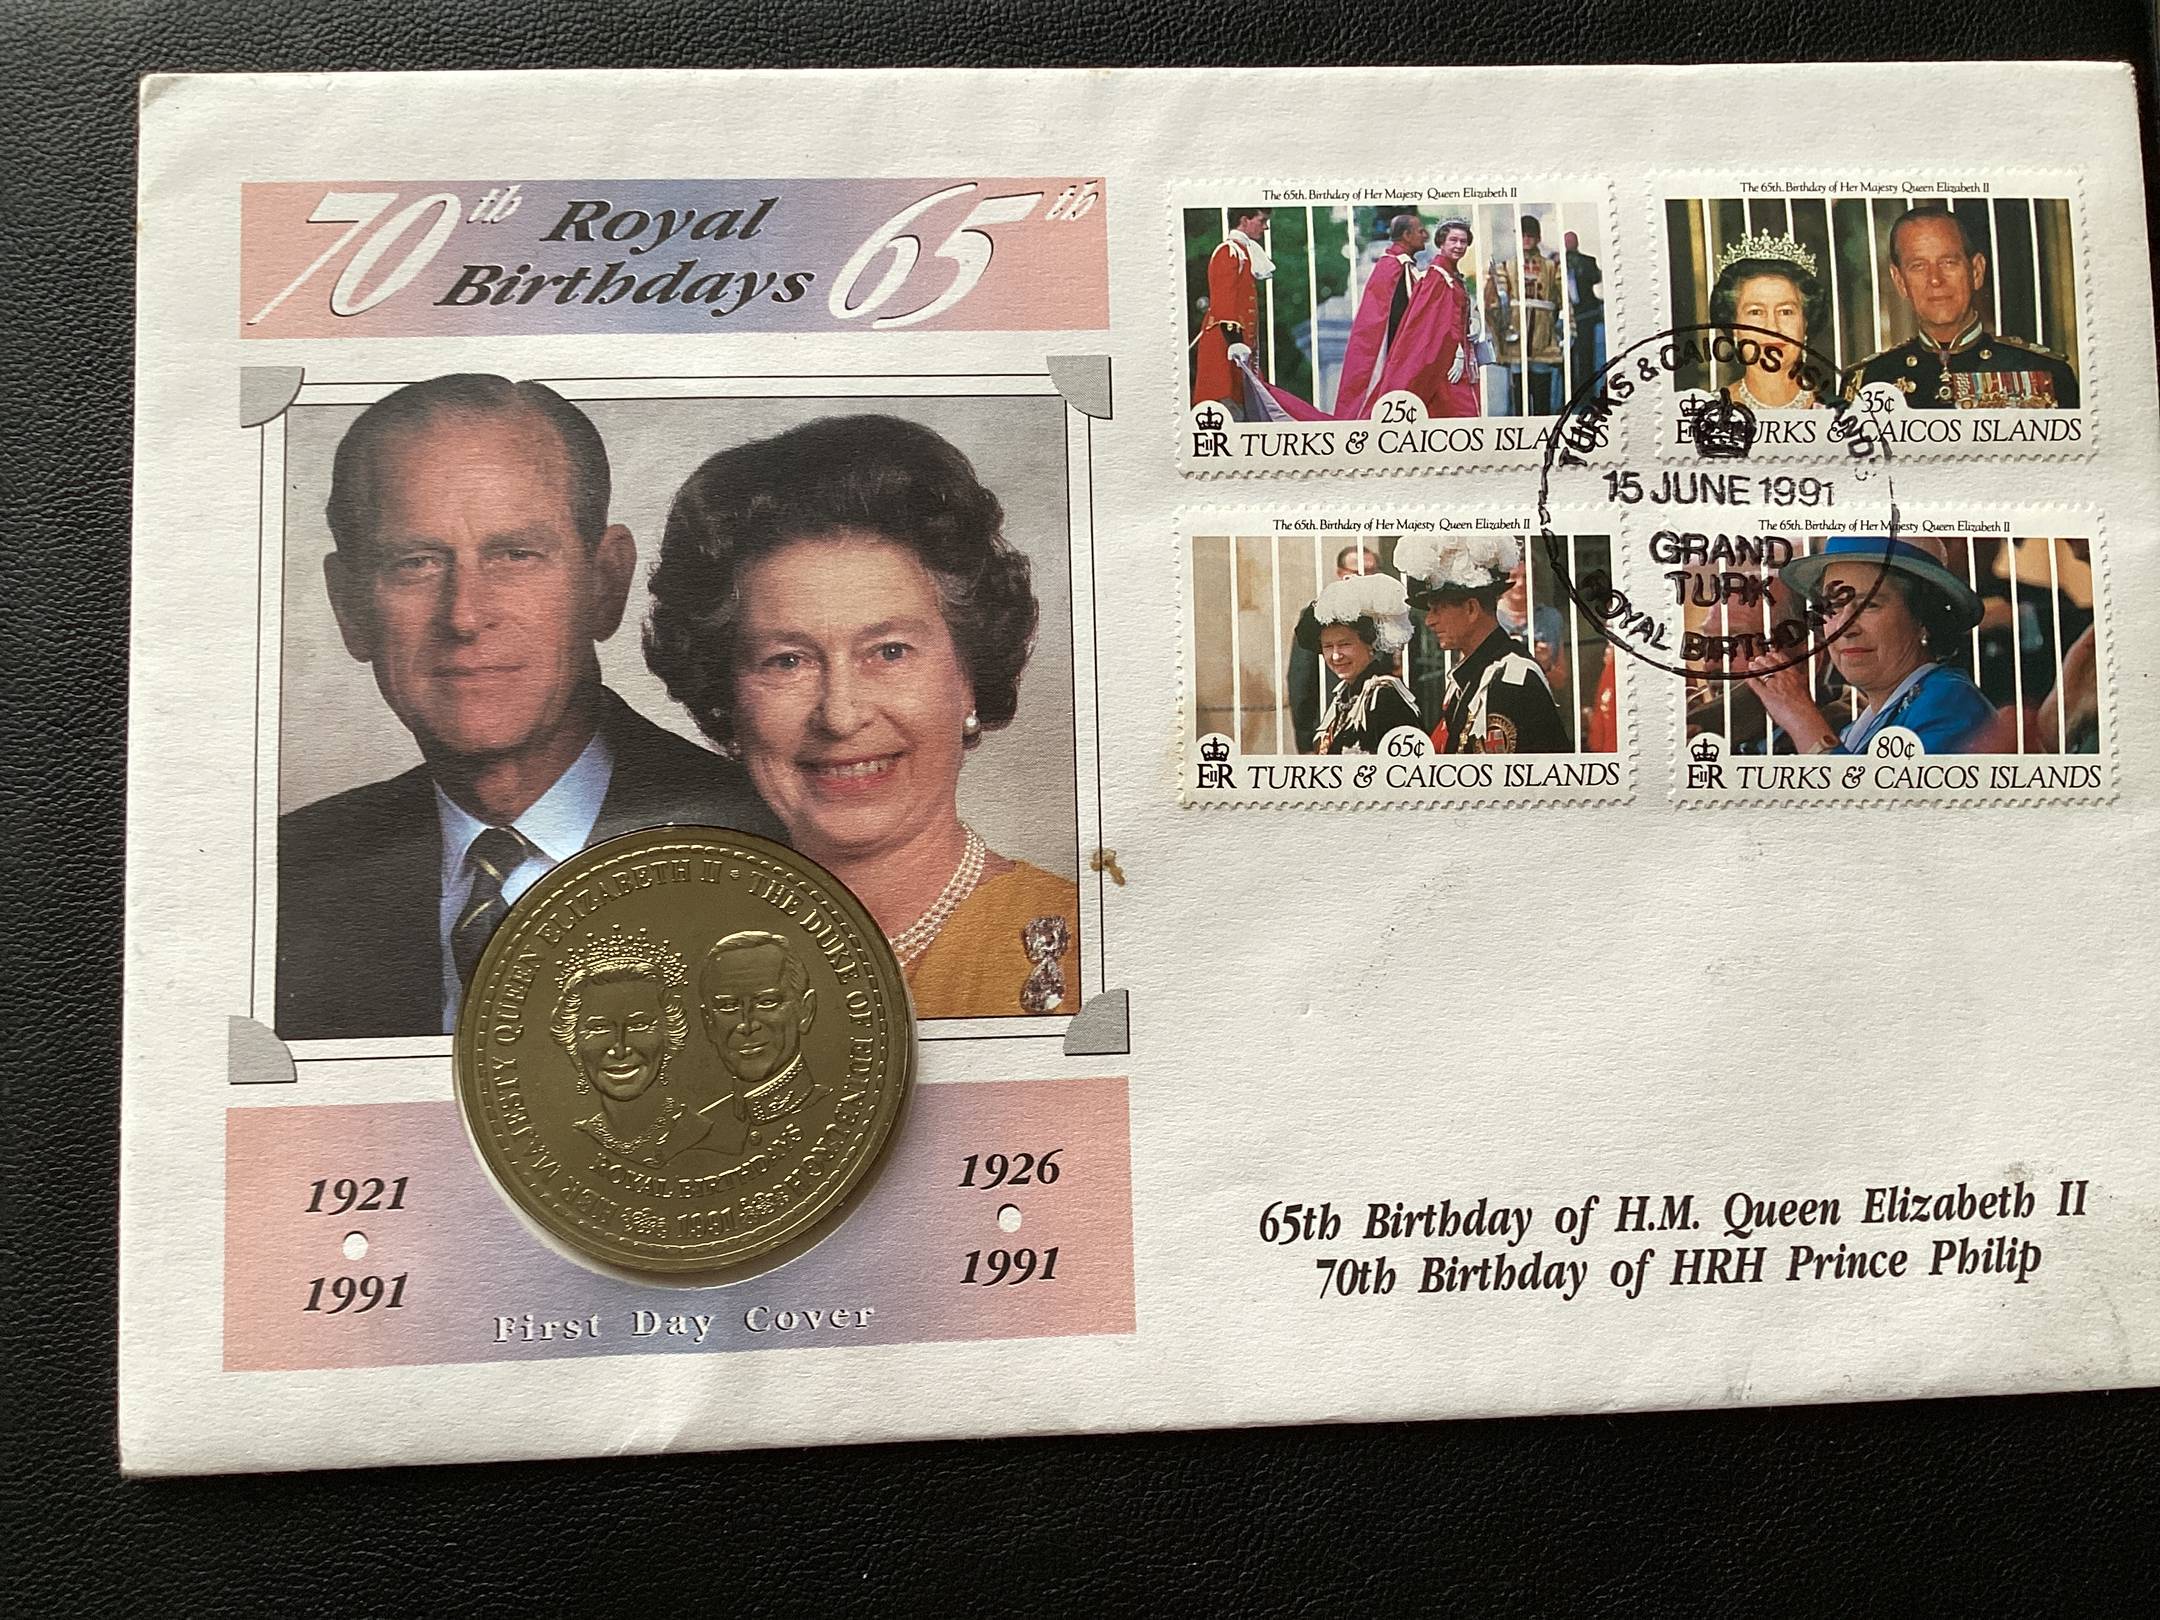 70th Royal Birthdays 65th
The 65th. Birthday of Her Majesty Queen Elizabeth II
25¢
EIIR TURKS & CAICOS ISLANDS
The 65th. Birthday of Her Majesty Queen Elizabeth II
35¢
EIIR TURKS & CAICOS ISLANDS
TURKS & CAICOS ISLANDS
15 JUNE 1991
GRAND
TURK
ROYAL BIRTHDAYS
The 65th. Birthday of Her Majesty Queen Elizabeth II
65¢
EIIR TURKS & CAICOS ISLANDS
The 65th. Birthday of Her Majesty Queen Elizabeth II
80¢
EIIR TURKS & CAICOS ISLANDS
HER MAJESTY QUEEN ELIZABETH II • THE DUKE OF EDINBURGH
ROYAL BIRTHDAYS
1991
1921
1991
1926
1991
First Day Cover
65th Birthday of H.M. Queen Elizabeth II
70th Birthday of HRH Prince Philip